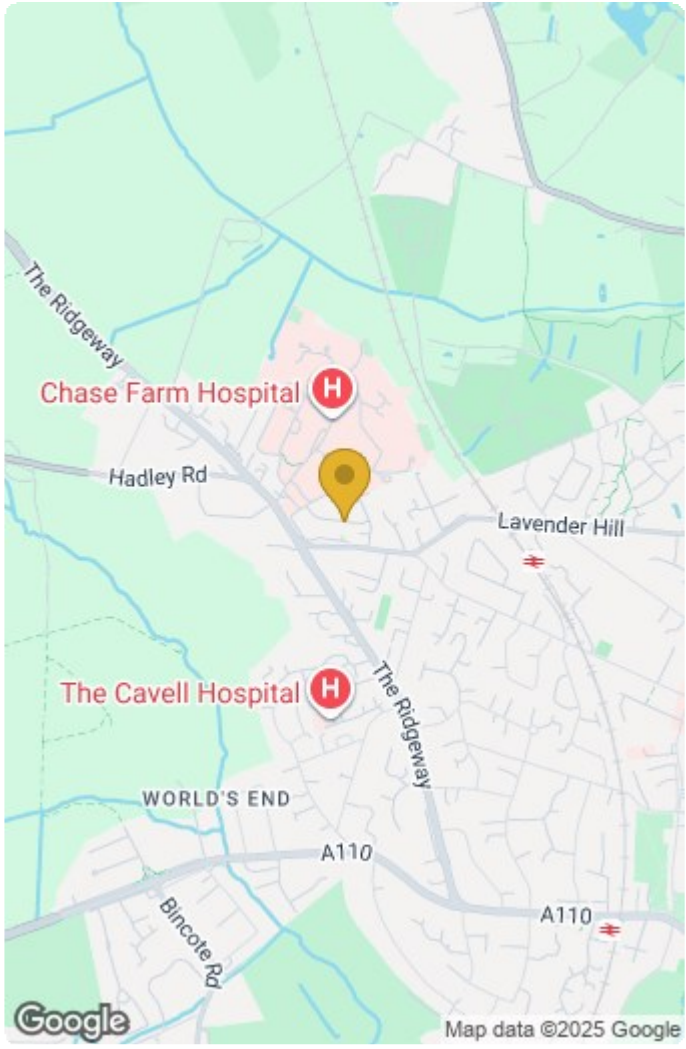 The Ridgeway
Chase Farm Hospital
H
Hadley Rd
Lavender Hill
The Cavell Hospital
H
The Ridgeway
WORLD'S END
A110
A110
Bincote Rd
Google
Map data ©2025 Google